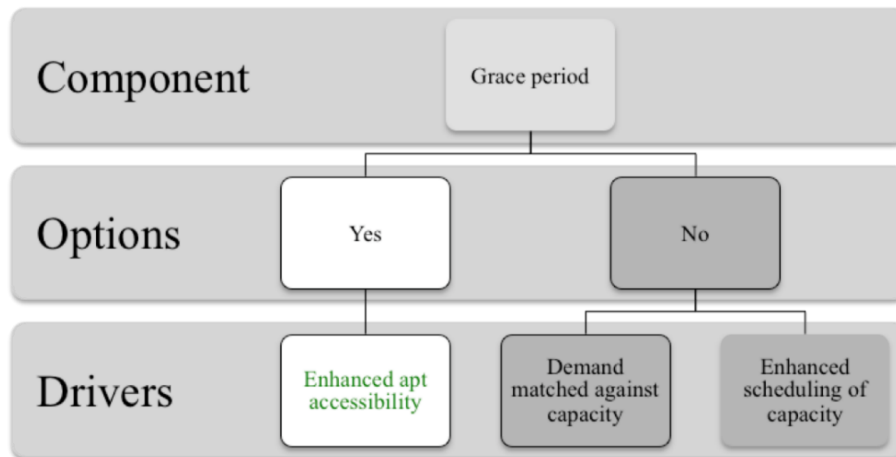 Component
Grace period
Options
Yes
No
Drivers
Enhanced apt
accessibility
Demand
matched against
capacity
Enhanced
scheduling of
capacity